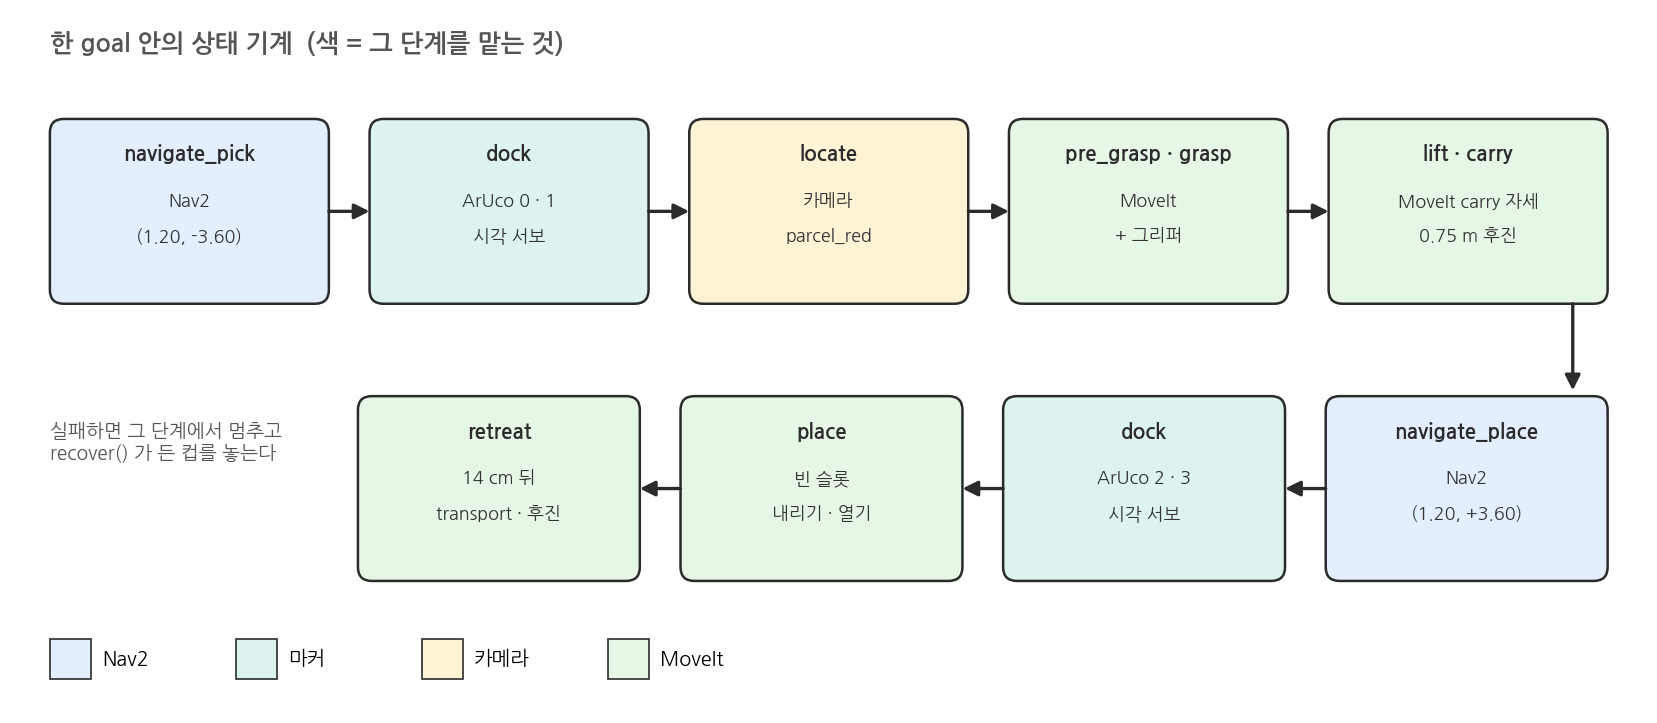 한 goal 안의 상태 기계 (색 = 그 단계를 맡는 것)
navigate_pick
Nav2
(1.20, -3.60)
dock
ArUco 0 · 1
시각 서보
locate
카메라
parcel_red
pre_grasp · grasp
MoveIt
+ 그리퍼
lift · carry
MoveIt carry 자세
0.75 m 후진
실패하면 그 단계에서 멈추고
recover() 가 든 컵를 놓는다
retreat
14 cm 뒤
transport · 후진
place
빈 슬롯
내리기 · 열기
dock
ArUco 2 · 3
시각 서보
navigate_place
Nav2
(1.20, +3.60)
Nav2
마커
카메라
MoveIt